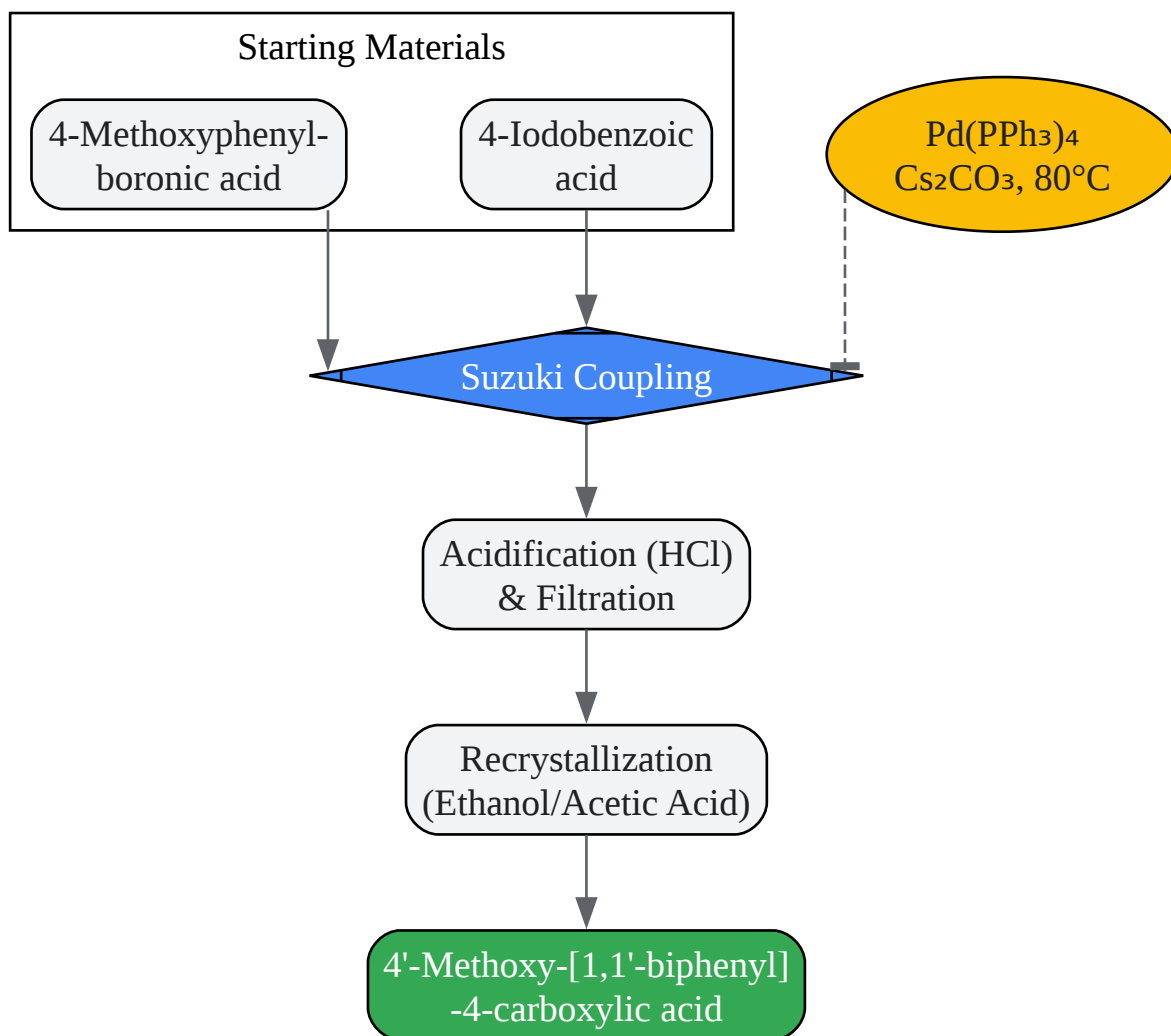 Starting Materials
4-Methoxyphenyl-
boronic acid
4-Iodobenzoic
acid
Pd(PPh₃)₄
Cs₂CO₃, 80°C
Suzuki Coupling
Acidification (HCl)
& Filtration
Recrystallization
(Ethanol/Acetic Acid)
4'-Methoxy-[1,1'-biphenyl]
-4-carboxylic acid